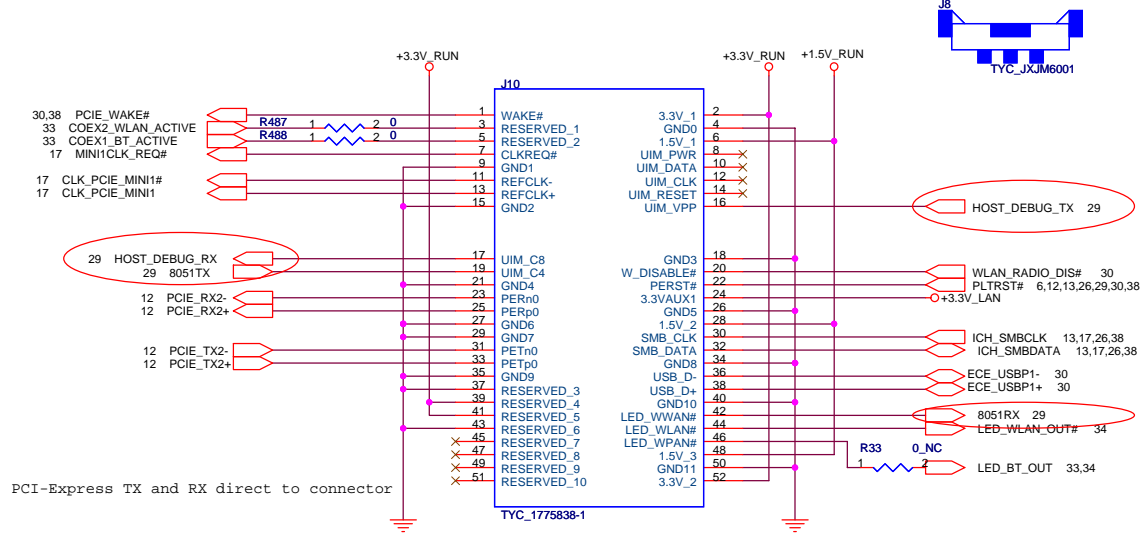 J8
TYC_JXJM6001
+3.3V_RUN
+3.3V_RUN
+1.5V_RUN
J10
30,38 PCIE_WAKE# 1 WAKE# 3.3V_1 2
33 COEX2_WLAN_ACTIVE R487 1 2 0 3 RESERVED_1 GND0 4
33 COEX1_BT_ACTIVE R488 1 2 0 5 RESERVED_2 1.5V_1 6
17 MINI1CLK_REQ# 7 CLKREQ# UIM_PWR 8
9 GND1 UIM_DATA 10
17 CLK_PCIE_MINI1# 11 REFCLK- UIM_CLK 12
17 CLK_PCIE_MINI1 13 REFCLK+ UIM_RESET 14
15 GND2 UIM_VPP 16 HOST_DEBUG_TX 29
29 HOST_DEBUG_RX 17 UIM_C8 GND3 18
29 8051TX 19 UIM_C4 W_DISABLE# 20 WLAN_RADIO_DIS# 30
21 GND4 PERST# 22 PLTRST# 6,12,13,26,29,30,38
12 PCIE_RX2- 23 PERn0 3.3VAUX1 24 +3.3V_LAN
12 PCIE_RX2+ 25 PERp0 GND5 26
27 GND6 1.5V_2 28
29 GND7 SMB_CLK 30 ICH_SMBCLK 13,17,26,38
12 PCIE_TX2- 31 PETn0 SMB_DATA 32 ICH_SMBDATA 13,17,26,38
12 PCIE_TX2+ 33 PETp0 GND8 34
35 GND9 USB_D- 36 ECE_USBP1- 30
37 RESERVED_3 USB_D+ 38 ECE_USBP1+ 30
39 RESERVED_4 GND10 40
41 RESERVED_5 LED_WWAN# 42 8051RX 29
43 RESERVED_6 LED_WLAN# 44 LED_WLAN_OUT# 34
45 RESERVED_7 LED_WPAN# 46
47 RESERVED_8 1.5V_3 48
49 RESERVED_9 GND11 50
51 RESERVED_10 3.3V_2 52
R33 0_NC
1 2 LED_BT_OUT 33,34
PCI-Express TX and RX direct to connector
TYC_1775838-1